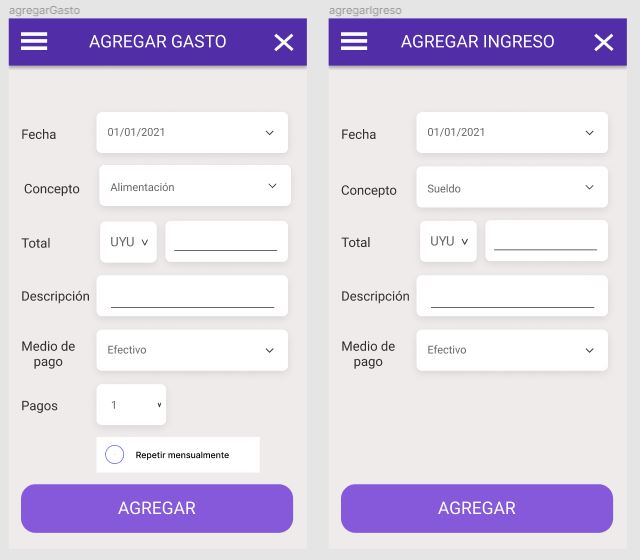 agregarGasto
AGREGAR GASTO
Fecha
01/01/2021
Concepto
Alimentación
Total
UYU
Descripción
Medio de
pago
Efectivo
Pagos
1
Repetir mensualmente
AGREGAR
agregarIgreso
AGREGAR INGRESO
Fecha
01/01/2021
Concepto
Sueldo
Total
UYU
Descripción
Medio de
pago
Efectivo
AGREGAR